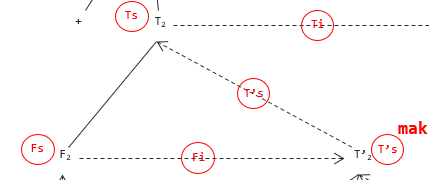 Ts
+ T₂
Ti
T’s
mak
Fs F₂
Fi
T’₂ T’s